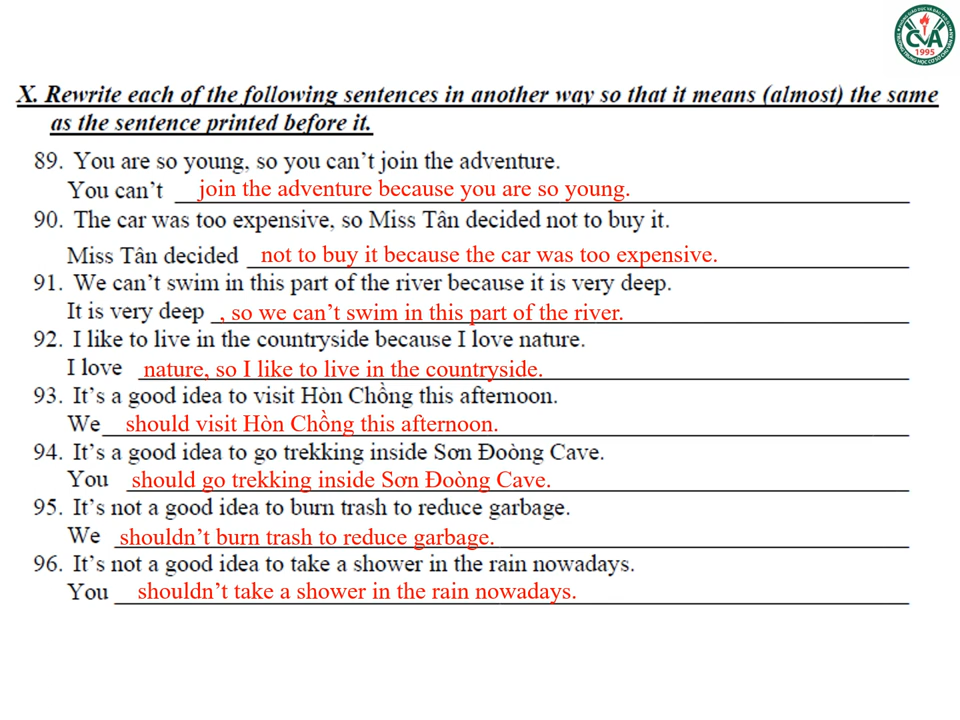 CVA
1995
X. Rewrite each of the following sentences in another way so that it means (almost) the same
as the sentence printed before it.
89. You are so young, so you can't join the adventure.
You can't join the adventure because you are so young.
90. The car was too expensive, so Miss Tân decided not to buy it.
Miss Tân decided not to buy it because the car was too expensive.
91. We can't swim in this part of the river because it is very deep.
It is very deep , so we can't swim in this part of the river.
92. I like to live in the countryside because I love nature.
I love nature, so I like to live in the countryside.
93. It's a good idea to visit Hòn Chồng this afternoon.
We should visit Hòn Chồng this afternoon.
94. It's a good idea to go trekking inside Sơn Đoòng Cave.
You should go trekking inside Sơn Đoòng Cave.
95. It's not a good idea to burn trash to reduce garbage.
We shouldn't burn trash to reduce garbage.
96. It's not a good idea to take a shower in the rain nowadays.
You shouldn't take a shower in the rain nowadays.